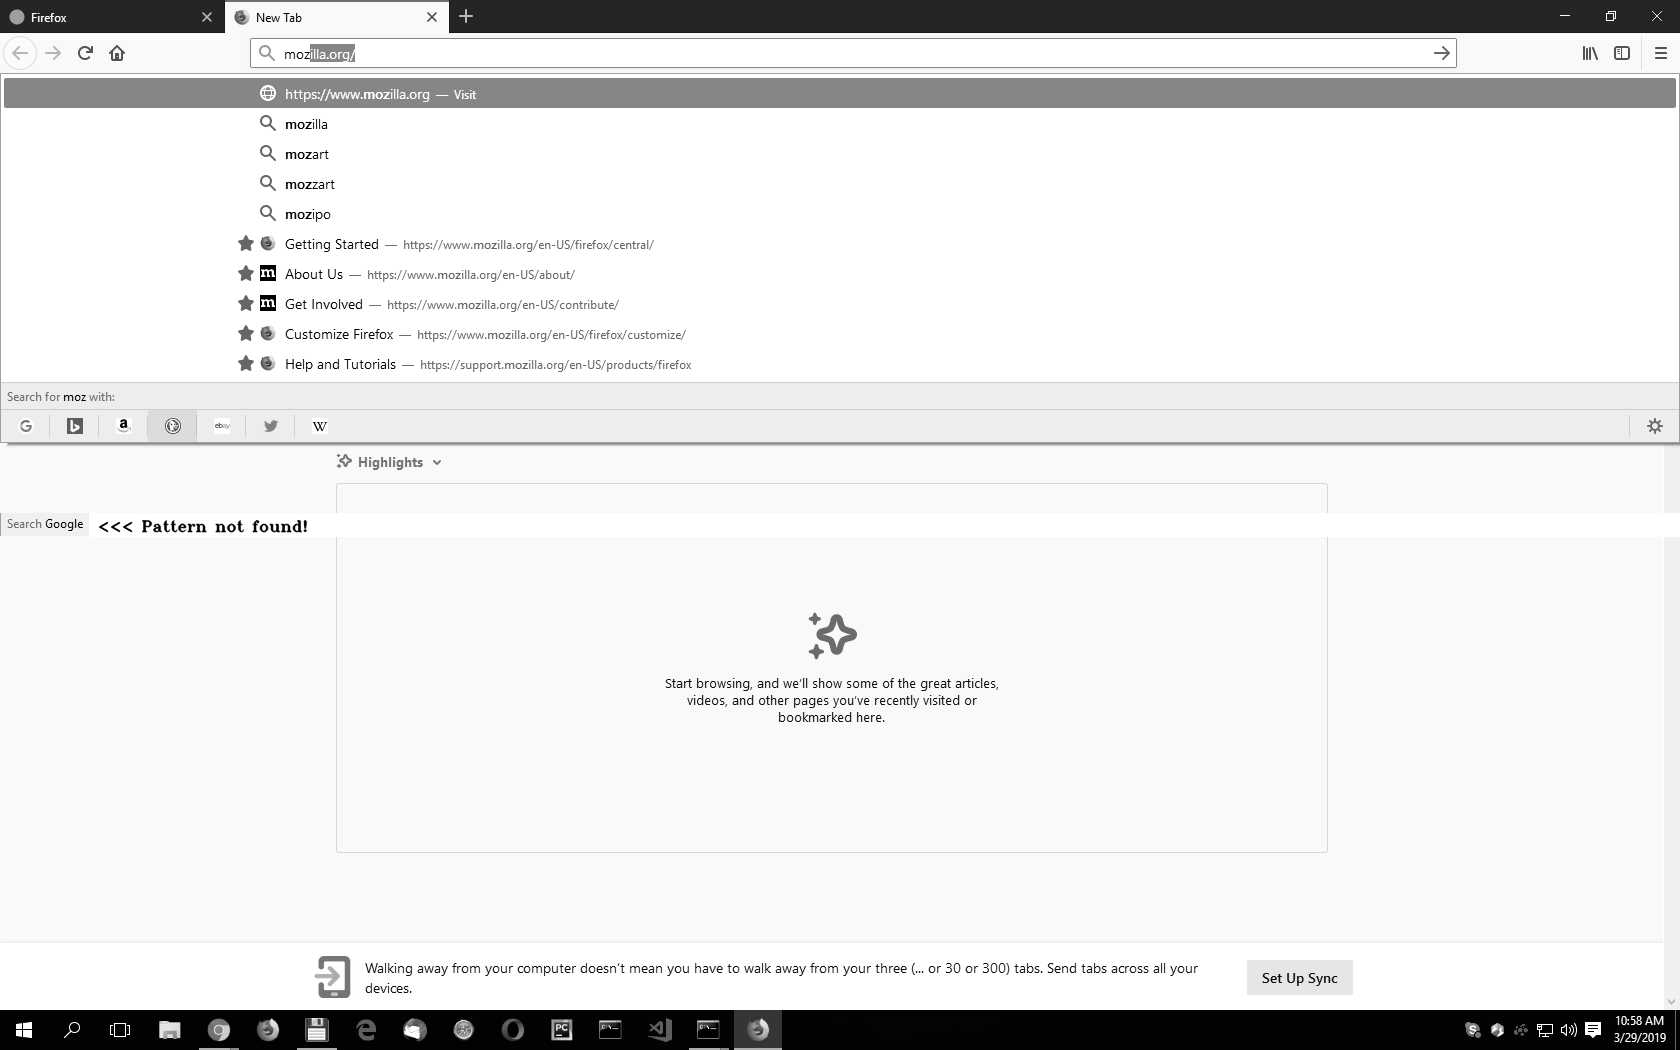 Firefox
New Tab
mozilla.org/
https://www.mozilla.org — Visit
mozilla
mozart
mozzart
mozipo
Getting Started — https://www.mozilla.org/en-US/firefox/central/
m About Us — https://www.mozilla.org/en-US/about/
m Get Involved — https://www.mozilla.org/en-US/contribute/
Customize Firefox — https://www.mozilla.org/en-US/firefox/customize/
Help and Tutorials — https://support.mozilla.org/en-US/products/firefox
Search for moz with:
G b a ebay W
Highlights
Search Google <<< Pattern not found!
Start browsing, and we'll show some of the great articles,
videos, and other pages you've recently visited or
bookmarked here.
Walking away from your computer doesn't mean you have to walk away from your three (... or 30 or 300) tabs. Send tabs across all your
devices.
Set Up Sync
PC
10:58 AM
3/29/2019